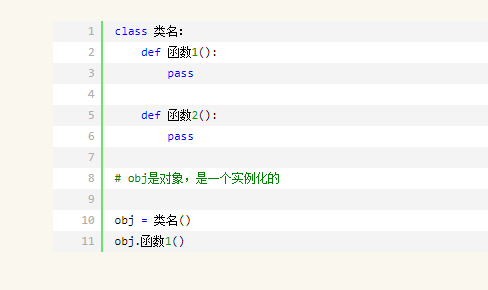 1 class 类名:
2 def 函数1():
3 pass
4
5 def 函数2():
6 pass
7
8 # obj是对象，是一个实例化的
9
10 obj = 类名()
11 obj.函数1()